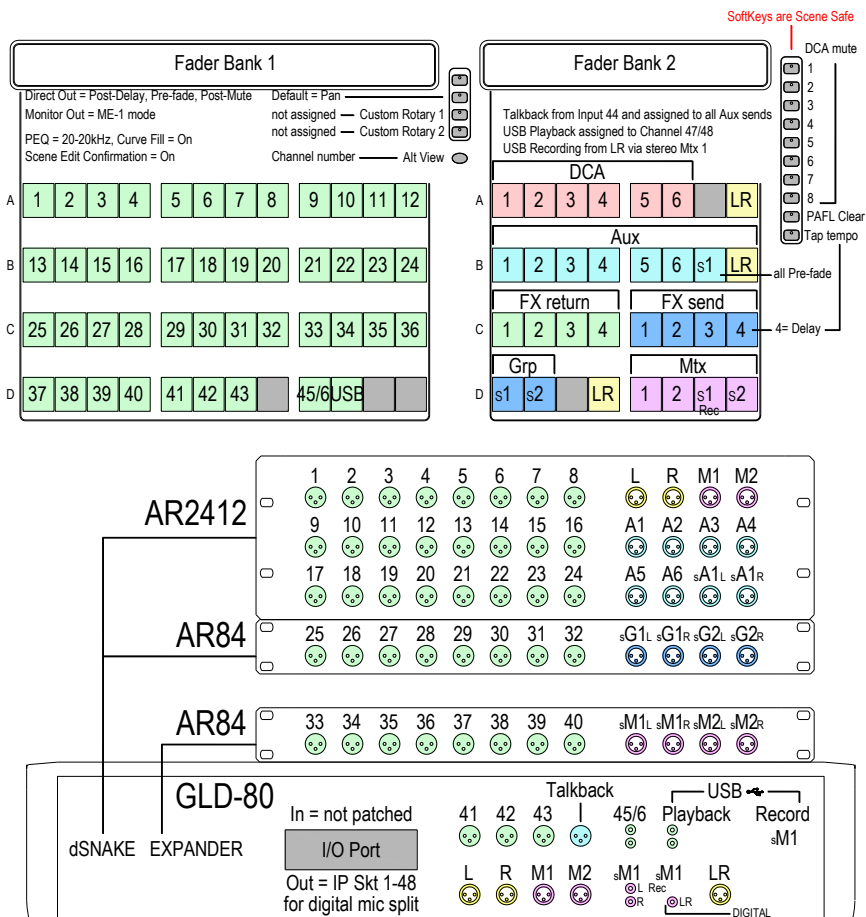 SoftKeys are Scene Safe
Fader Bank 1
Fader Bank 2
DCA mute
1
2
3
4
5
6
7
8
PAFL Clear
Tap tempo
Direct Out = Post-Delay, Pre-fade, Post-Mute
Monitor Out = ME-1 mode
PEQ = 20-20kHz, Curve Fill = On
Scene Edit Confirmation = On
Default = Pan
not assigned — Custom Rotary 1
not assigned — Custom Rotary 2
Channel number — Alt View
Talkback from Input 44 and assigned to all Aux sends
USB Playback assigned to Channel 47/48
USB Recording from LR via stereo Mtx 1
A 1 2 3 4 5 6 7 8 9 10 11 12
B 13 14 15 16 17 18 19 20 21 22 23 24
C 25 26 27 28 29 30 31 32 33 34 35 36
D 37 38 39 40 41 42 43 45/6 USB
DCA
A 1 2 3 4 5 6 LR
Aux
B 1 2 3 4 5 6 s1 LR
all Pre-fade
FX return FX send
C 1 2 3 4 1 2 3 4
4= Delay
Grp Mtx
D s1 s2 LR 1 2 s1 s2
Rec
AR2412
1 2 3 4 5 6 7 8 L R M1 M2
9 10 11 12 13 14 15 16 A1 A2 A3 A4
17 18 19 20 21 22 23 24 A5 A6 sA1L sA1R
AR84
25 26 27 28 29 30 31 32 sG1L sG1R sG2L sG2R
AR84
33 34 35 36 37 38 39 40 sM1L sM1R sM2L sM2R
GLD-80
dSNAKE EXPANDER
In = not patched
I/O Port
Out = IP Skt 1-48
for digital mic split
Talkback
USB
41 42 43 45/6 Playback Record
sM1
L R M1 M2 sM1 sM1 LR
L Rec
R LR
DIGITAL